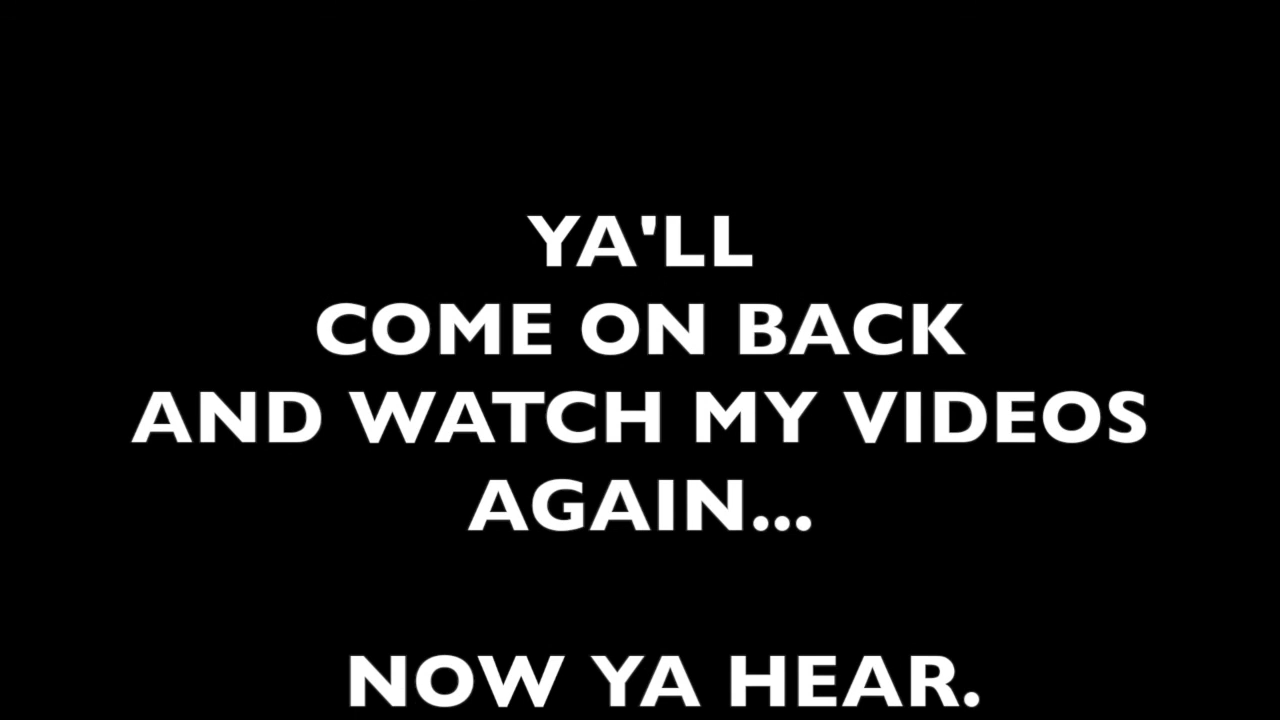 YA'LL
COME ON BACK
AND WATCH MY VIDEOS
AGAIN...
NOW YA HEAR.